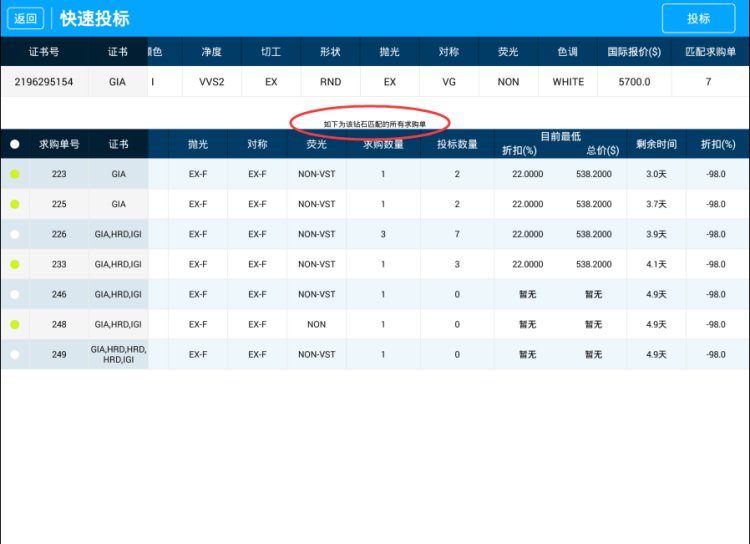 返回 快速投标 投标
证书号 证书 颜色 净度 切工 形状 抛光 对称 荧光 色调 国际报价($) 匹配求购单
2196295154 GIA I VVS2 EX RND EX VG NON WHITE 5700.0 7
如下为该钻石匹配的所有求购单
求购单号 证书 抛光 对称 荧光 求购数量 投标数量 目前最低 剩余时间 折扣(%)
折扣(%) 总价($)
223 GIA EX-F EX-F NON-VST 1 2 22.0000 538.2000 3.0天 -98.0
225 GIA EX-F EX-F NON-VST 1 2 22.0000 538.2000 3.7天 -98.0
226 GIA,HRD,IGI EX-F EX-F NON-VST 3 7 22.0000 538.2000 3.9天 -98.0
233 GIA,HRD,IGI EX-F EX-F NON-VST 1 3 22.0000 538.2000 4.1天 -98.0
246 GIA,HRD,IGI EX-F EX-F NON-VST 1 0 暂无 暂无 4.9天 -98.0
248 GIA,HRD,IGI EX-F EX-F NON 1 0 暂无 暂无 4.9天 -98.0
249 GIA,HRD,HRD, EX-F EX-F NON-VST 1 0 暂无 暂无 4.9天 -98.0
HRD,IGI